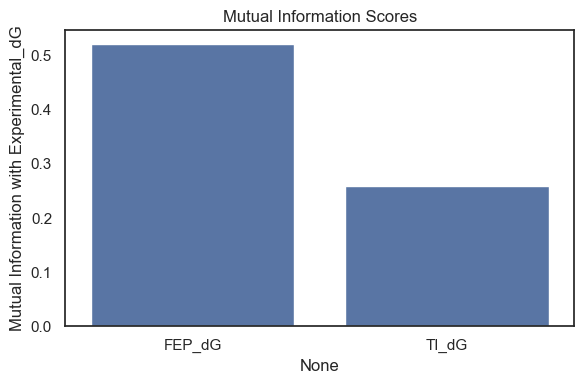 Mutual Information Scores
Mutual Information with Experimental_dG
0.5
0.4
0.3
0.2
0.1
0.0
FEP_dG
TI_dG
None